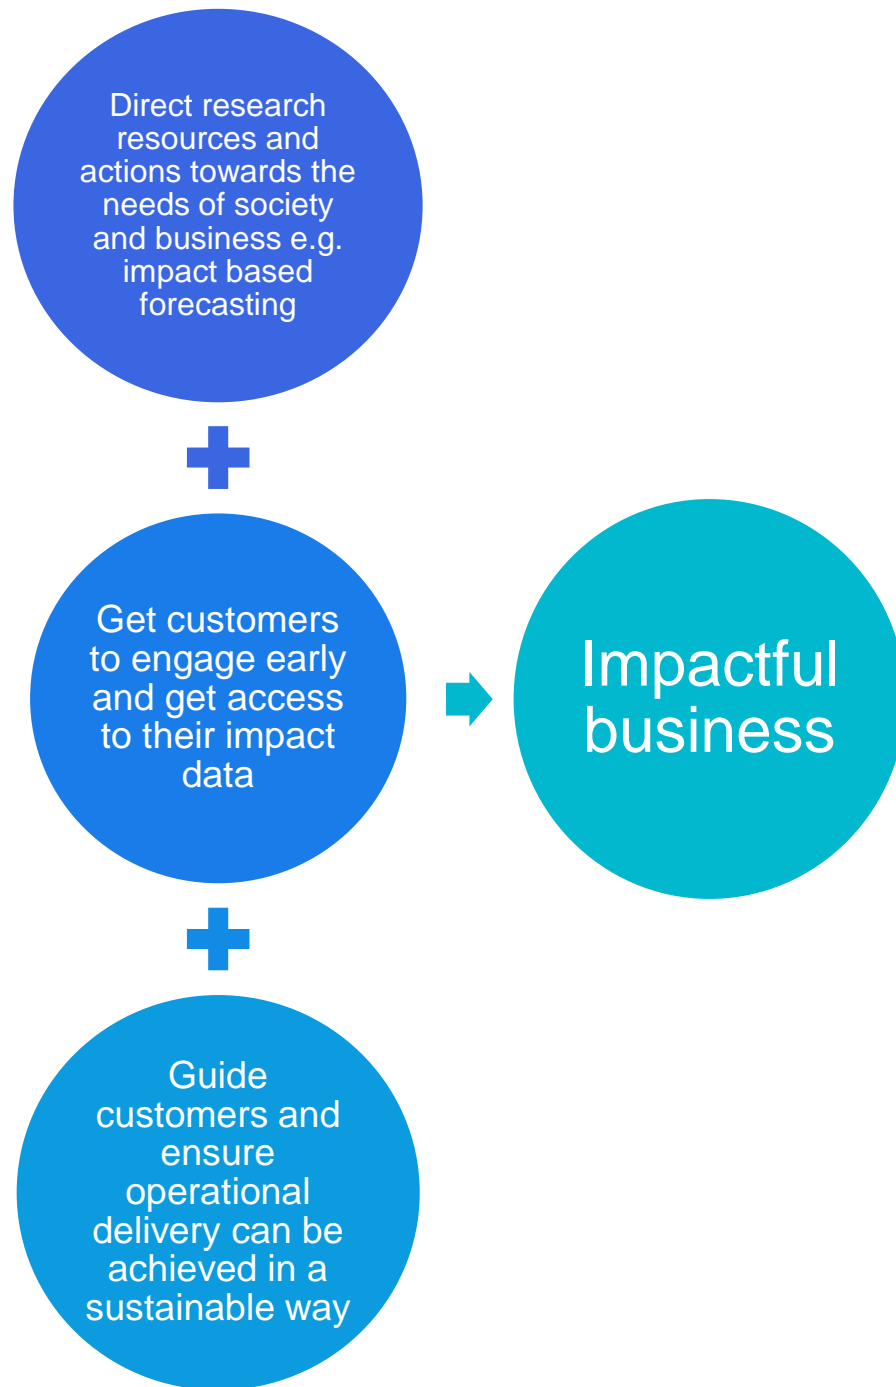 Direct research
resources and
actions towards the
needs of society
and business e.g.
impact based
forecasting
Get customers
to engage early
and get access
to their impact
data
Impactful
business
Guide
customers and
ensure
operational
delivery can be
achieved in a
sustainable way